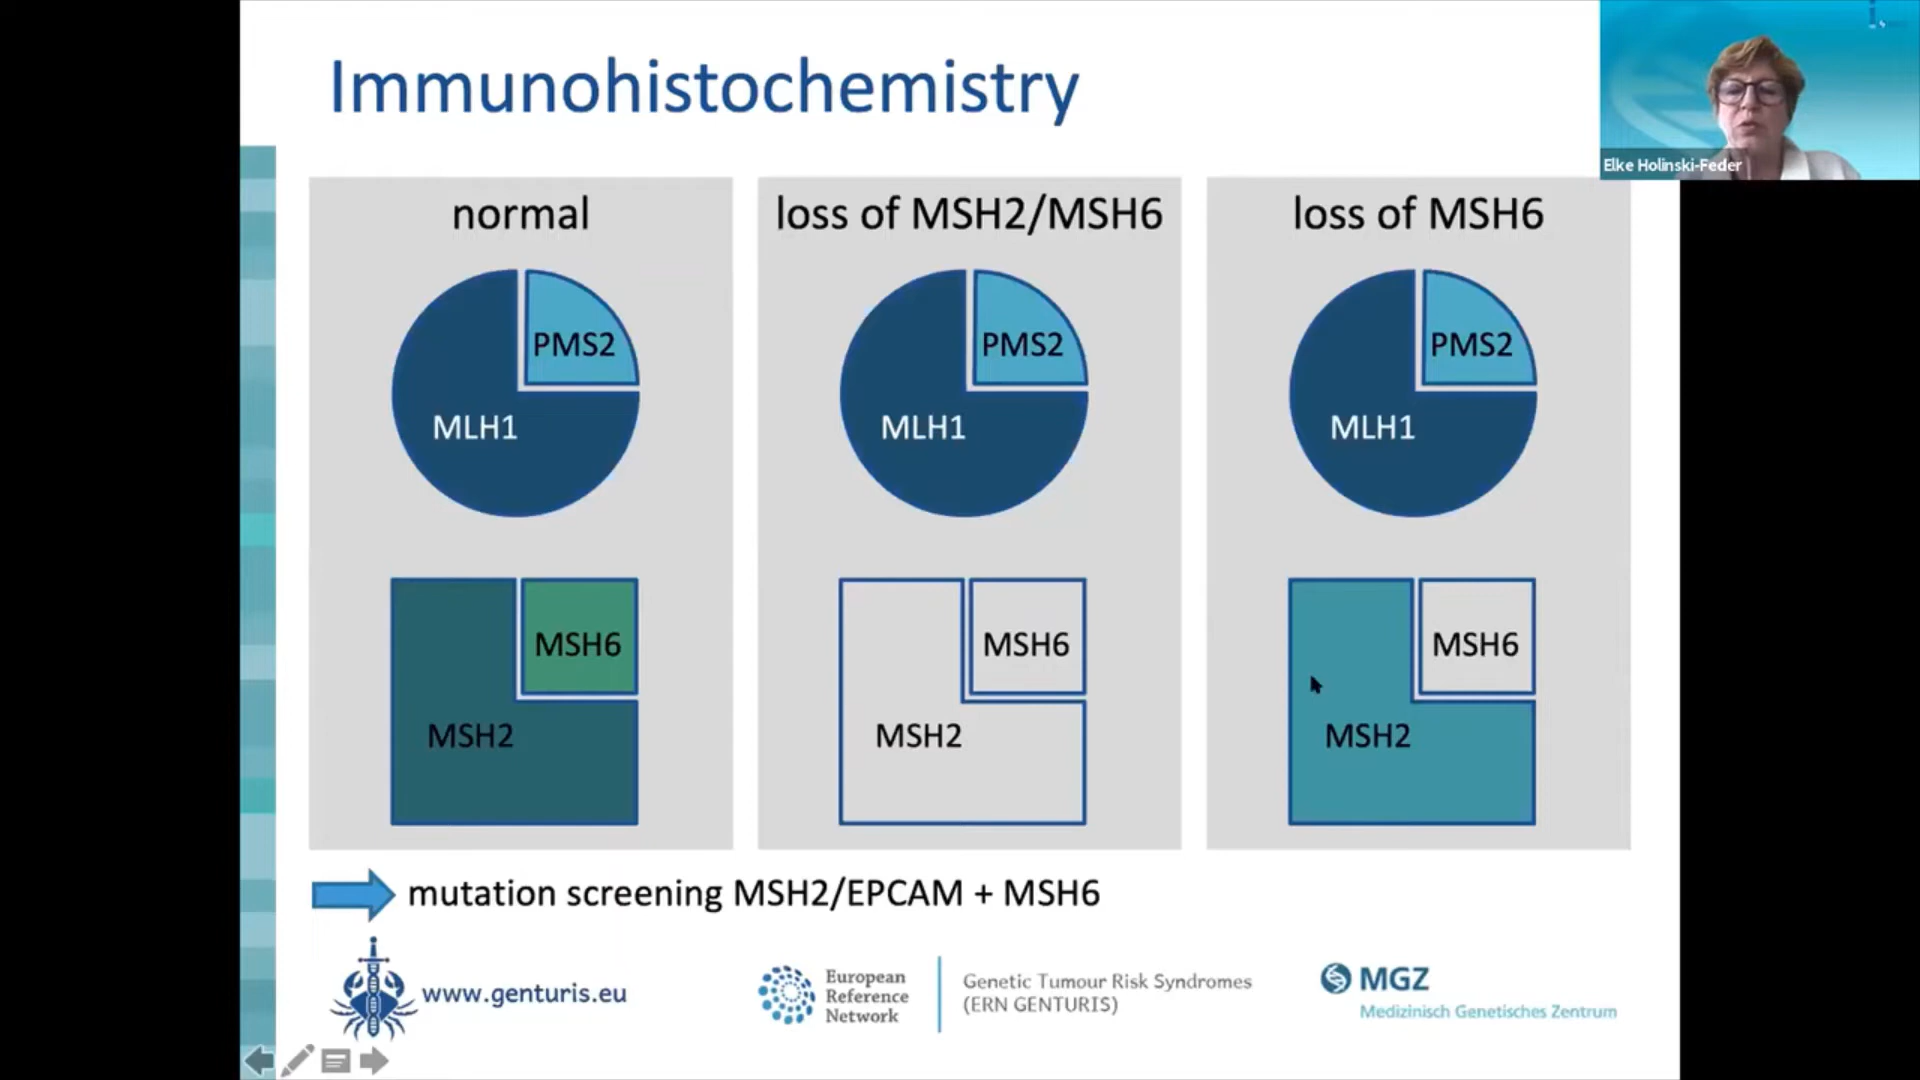 Immunohistochemistry
Elke Holinski-Feder
normal
PMS2
MLH1
MSH6
MSH2
loss of MSH2/MSH6
PMS2
MLH1
MSH6
MSH2
loss of MSH6
PMS2
MLH1
MSH6
MSH2
mutation screening MSH2/EPCAM + MSH6
www.genturis.eu
European
Reference
Network
Genetic Tumour Risk Syndromes
(ERN GENTURIS)
MGZ
Medizinisch Genetisches Zentrum